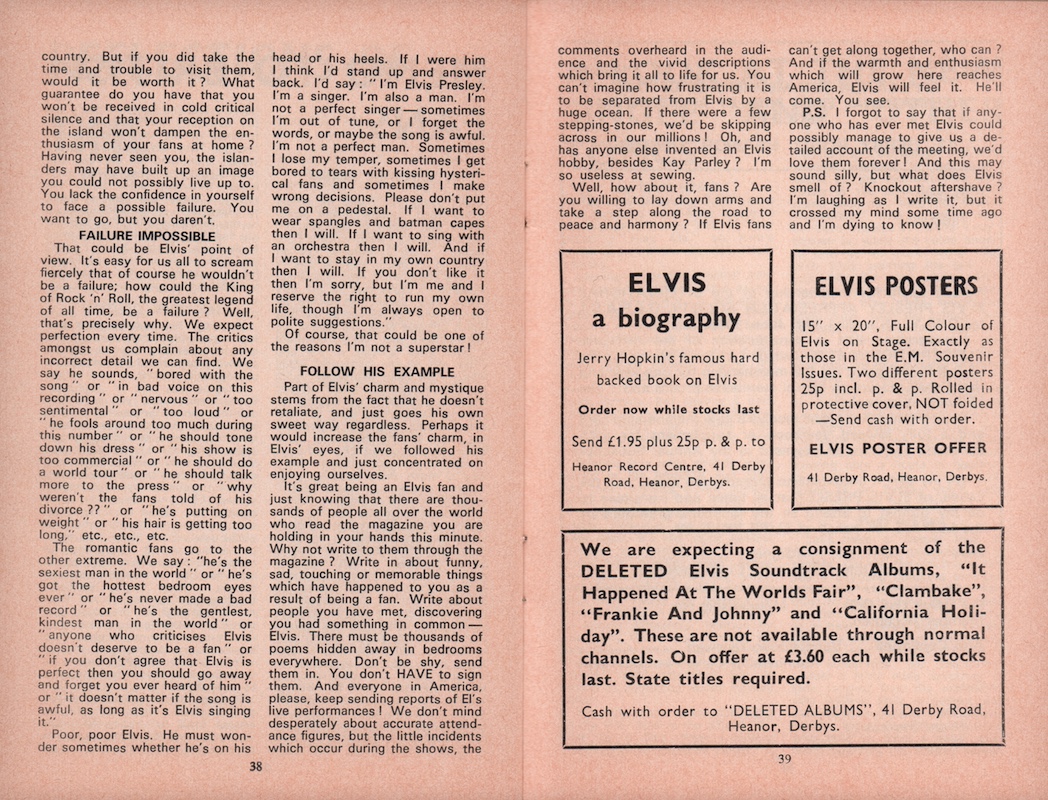 country. But if you did take the
time and trouble to visit them,
would it be worth it? What
guarantee do you have that you
won't be received in cold critical
silence and that your reception on
the island won't dampen the en-
thusiasm of your fans at home?
Having never seen you, the islan-
ders may have built up an image
you could not possibly live up to.
You lack the confidence in yourself
to face a possible failure. You
want to go, but you daren't.
FAILURE IMPOSSIBLE
That could be Elvis' point of
view. It's easy for us all to scream
fiercely that of course he wouldn't
be a failure; how could the King
of Rock 'n' Roll, the greatest legend
of all time, be a failure? Well,
that's precisely why. We expect
perfection every time. The critics
amongst us complain about any
incorrect detail we can find. We
say he sounds, "bored with the
song" or "in bad voice on this
recording" or "nervous" or "too
sentimental" or "too loud" or
"he fools around too much during
this number" or "he should tone
down his dress" or "his show is
too commercial" or "he should do
a world tour" or "he should talk
more to the press" or "why
weren't the fans told of his
divorce??" or "he's putting on
weight" or "his hair is getting too
long," etc., etc., etc.
The romantic fans go to the
other extreme. We say: "he's the
sexiest man in the world" or "he's
got the hottest bedroom eyes
ever" or "he's never made a bad
record" or "he's the gentlest,
kindest man in the world" or
"anyone who criticises Elvis
doesn't deserve to be a fan" or
"if you don't agree that Elvis is
perfect then you should go away
and forget you ever heard of him"
or "it doesn't matter if the song is
awful, as long as it's Elvis singing
it."
Poor, poor Elvis. He must won-
der sometimes whether he's on his
head or his heels. If I were him
I think I'd stand up and answer
back. I'd say: "I'm Elvis Presley.
I'm a singer. I'm also a man. I'm
not a perfect singer — sometimes
I'm out of tune, or I forget the
words, or maybe the song is awful.
I'm not a perfect man. Sometimes
I lose my temper, sometimes I get
bored to tears with kissing hysteri-
cal fans and sometimes I make
wrong decisions. Please don't put
me on a pedestal. If I want to
wear spangles and batman capes
then I will. If I want to sing with
an orchestra then I will. And if
I want to stay in my own country
then I will. If you don't like it
then I'm sorry, but I'm me and I
reserve the right to run my own
life, though I'm always open to
polite suggestions."
Of course, that could be one of
the reasons I'm not a superstar!
FOLLOW HIS EXAMPLE
Part of Elvis' charm and mystique
stems from the fact that he doesn't
retaliate, and just goes his own
sweet way regardless. Perhaps it
would increase the fans' charm, in
Elvis' eyes, if we followed his
example and just concentrated on
enjoying ourselves.
It's great being an Elvis fan and
just knowing that there are thou-
sands of people all over the world
who read the magazine you are
holding in your hands this minute.
Why not write to them through the
magazine? Write in about funny,
sad, touching or memorable things
which have happened to you as a
result of being a fan. Write about
people you have met, discovering
you had something in common —
Elvis. There must be thousands of
poems hidden away in bedrooms
everywhere. Don't be shy, send
them in. You don't HAVE to sign
them. And everyone in America,
please, keep sending reports of El's
live performances! We don't mind
desperately about accurate attend-
ance figures, but the little incidents
which occur during the shows, the
38
comments overheard in the audi-
ence and the vivid descriptions
which bring it all to life for us. You
can't imagine how frustrating it is
to be separated from Elvis by a
huge ocean. If there were a few
stepping-stones, we'd be skipping
across in our millions! Oh, and
has anyone else invented an Elvis
hobby, besides Kay Parley? I'm
so useless at sewing.
Well, how about it, fans? Are
you willing to lay down arms and
take a step along the road to
peace and harmony? If Elvis fans
can't get along together, who can?
And if the warmth and enthusiasm
which will grow here reaches
America, Elvis will feel it. He'll
come. You see.
P.S. I forgot to say that if any-
one who has ever met Elvis could
possibly manage to give us a de-
tailed account of the meeting, we'd
love them forever! And this may
sound silly, but what does Elvis
smell of? Knockout aftershave?
I'm laughing as I write it, but it
crossed my mind some time ago
and I'm dying to know!
ELVIS
a biography
Jerry Hopkin's famous hard
backed book on Elvis
Order now while stocks last
Send £1.95 plus 25p p. & p. to
Heanor Record Centre, 41 Derby
Road, Heanor, Derbys.
ELVIS POSTERS
15" x 20", Full Colour of
Elvis on Stage. Exactly as
those in the E.M. Souvenir
Issues. Two different posters
25p incl. p. & p. Rolled in
protective cover, NOT folded
—Send cash with order.
ELVIS POSTER OFFER
41 Derby Road, Heanor, Derbys.
We are expecting a consignment of the
DELETED Elvis Soundtrack Albums, "It
Happened At The Worlds Fair", "Clambake",
"Frankie And Johnny" and "California Holi-
day". These are not available through normal
channels. On offer at £3.60 each while stocks
last. State titles required.
Cash with order to "DELETED ALBUMS", 41 Derby Road,
Heanor, Derbys.
39